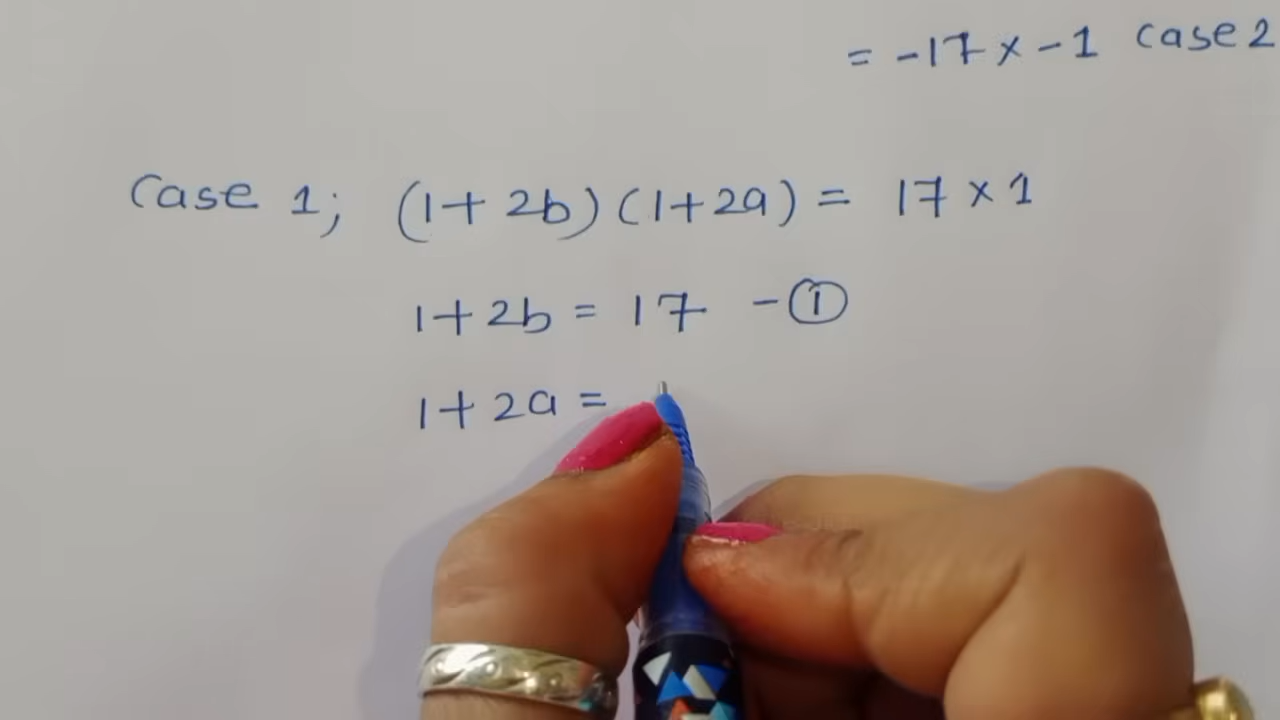 = -17 × -1 case 2
Case 1; (1 + 2b) (1 + 2a) = 17 × 1
1 + 2b = 17 - ①
1 + 2a =